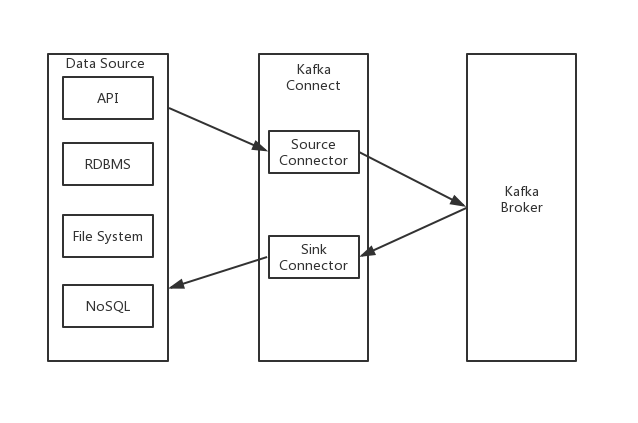 Data Source
API
RDBMS
File System
NoSQL
Kafka
Connect
Source
Connector
Sink
Connector
Kafka
Broker